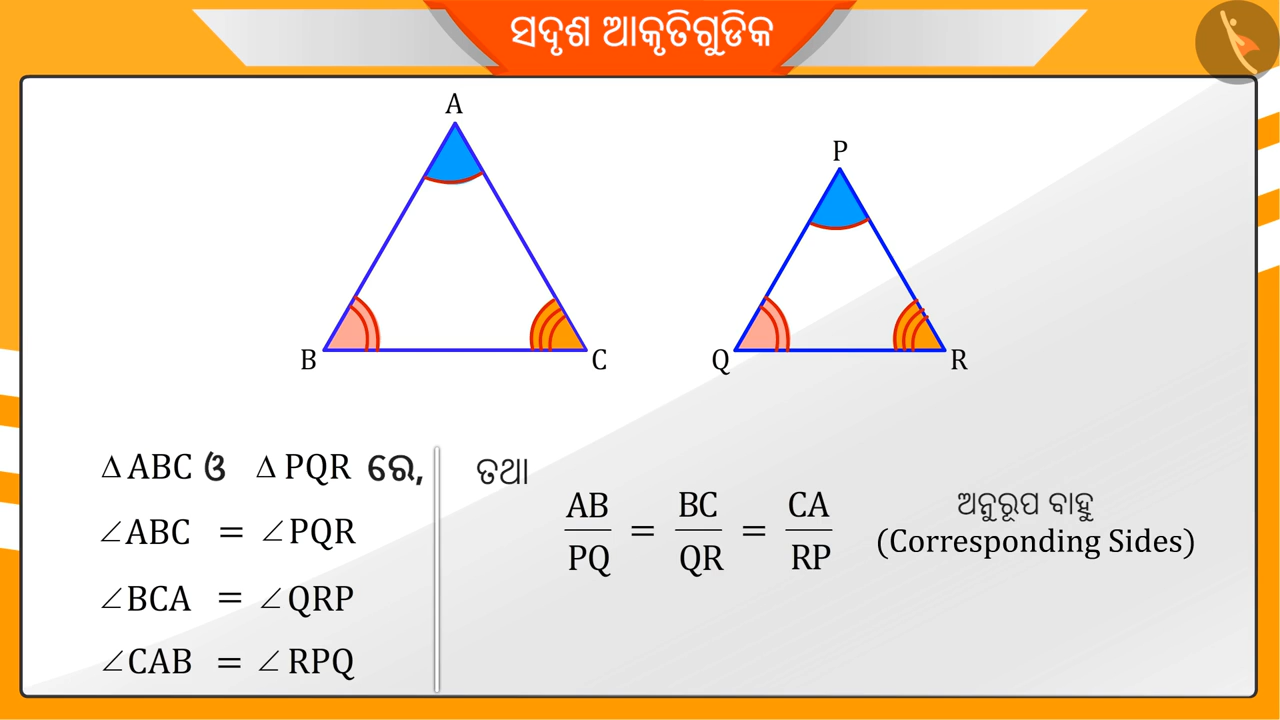 ସଦୃଶ ଆକୃତିଗୁଡିକ
A
B
C
P
Q
R
Δ ABC ଓ Δ PQR ରେ,
∠ABC = ∠PQR
∠BCA = ∠QRP
∠CAB = ∠RPQ
ତଥା
AB/PQ = BC/QR = CA/RP
ଅନୁରୂପ ବାହୁ
(Corresponding Sides)